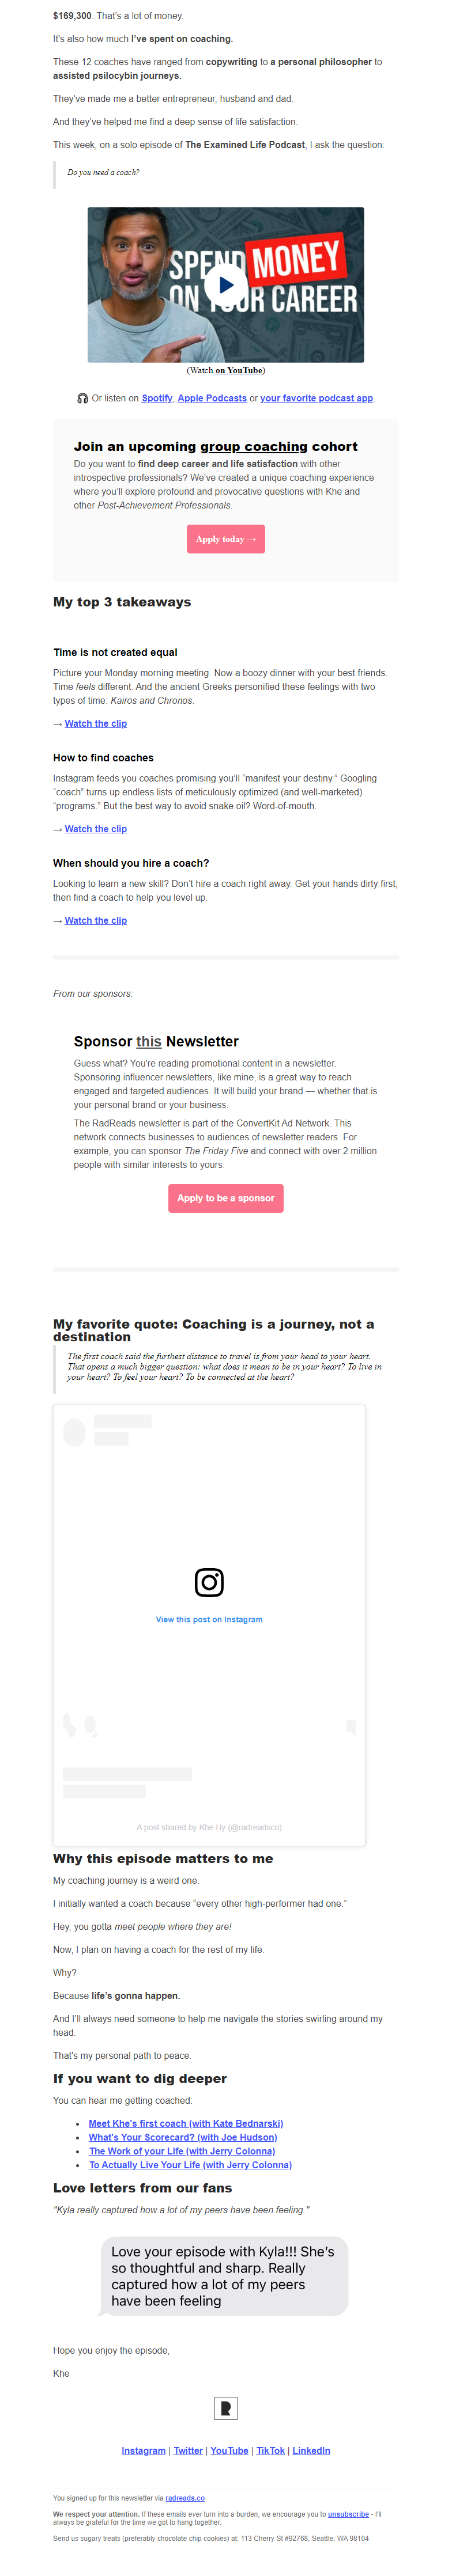 $169,300. That's a lot of money.
It's also how much I've spent on coaching.
These 12 coaches have ranged from copywriting to a personal philosopher to
assisted psilocybin journeys.
They've made me a better entrepreneur, husband and dad.
And they've helped me find a deep sense of life satisfaction.
This week, on a solo episode of The Examined Life Podcast, I ask the question:
Do you need a coach?
SPEND MONEY
ON YOUR CAREER
(Watch on YouTube)
🎧 Or listen on Spotify, Apple Podcasts or your favorite podcast app.
Join an upcoming group coaching cohort
Do you want to find deep career and life satisfaction with other
introspective professionals? We've created a unique coaching experience
where you'll explore profound and provocative questions with Khe and
other Post-Achievement Professionals.
Apply today →
My top 3 takeaways
Time is not created equal
Picture your Monday morning meeting. Now a boozy dinner with your best friends.
Time feels different. And the ancient Greeks personified these feelings with two
types of time: Kairos and Chronos.
→ Watch the clip
How to find coaches
Instagram feeds you coaches promising you'll "manifest your destiny." Googling
"coach" turns up endless lists of meticulously optimized (and well-marketed)
"programs." But the best way to avoid snake oil? Word-of-mouth.
→ Watch the clip
When should you hire a coach?
Looking to learn a new skill? Don't hire a coach right away. Get your hands dirty first,
then find a coach to help you level up.
→ Watch the clip
From our sponsors:
Sponsor this Newsletter
Guess what? You're reading promotional content in a newsletter.
Sponsoring influencer newsletters, like mine, is a great way to reach
engaged and targeted audiences. It will build your brand — whether that is
your personal brand or your business.
The RadReads newsletter is part of the ConvertKit Ad Network. This
network connects businesses to audiences of newsletter readers. For
example, you can sponsor The Friday Five and connect with over 2 million
people with similar interests to yours.
Apply to be a sponsor
My favorite quote: Coaching is a journey, not a
destination
The first coach said the furthest distance to travel is from your head to your heart.
That opens a much bigger question: what does it mean to be in your heart? To live in
your heart? To feel your heart? To be connected at the heart?
View this post on Instagram
A post shared by Khe Hy (@radreadsco)
Why this episode matters to me
My coaching journey is a weird one.
I initially wanted a coach because "every other high-performer had one."
Hey, you gotta meet people where they are!
Now, I plan on having a coach for the rest of my life.
Why?
Because life's gonna happen.
And I'll always need someone to help me navigate the stories swirling around my
head.
That's my personal path to peace.
If you want to dig deeper
You can hear me getting coached:
• Meet Khe's first coach (with Kate Bednarski)
• What's Your Scorecard? (with Joe Hudson)
• The Work of your Life (with Jerry Colonna)
• To Actually Live Your Life (with Jerry Colonna)
Love letters from our fans
"Kyla really captured how a lot of my peers have been feeling."
Love your episode with Kyla!!! She's
so thoughtful and sharp. Really
captured how a lot of my peers
have been feeling
Hope you enjoy the episode,
Khe
R
Instagram | Twitter | YouTube | TikTok | LinkedIn
You signed up for this newsletter via radreads.co
We respect your attention. If these emails ever turn into a burden, we encourage you to unsubscribe - I'll
always be grateful for the time we got to hang together.
Send us sugary treats (preferably chocolate chip cookies) at: 113 Cherry St #92768, Seattle, WA 98104